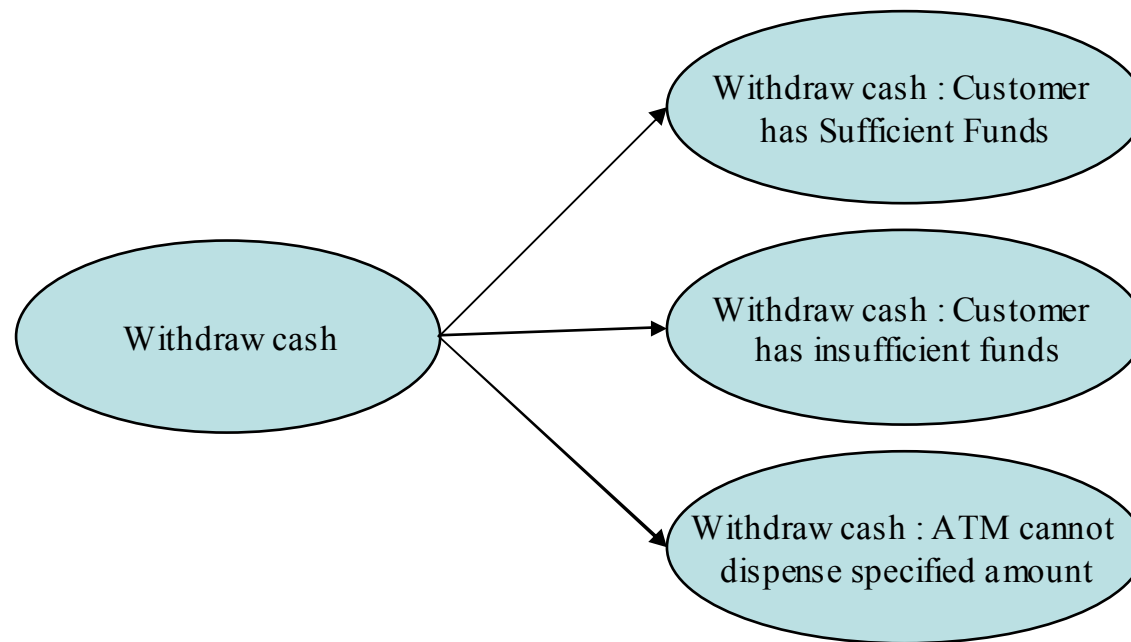 Withdraw cash : Customer
has Sufficient Funds
Withdraw cash
Withdraw cash : Customer
has insufficient funds
Withdraw cash : ATM cannot
dispense specified amount